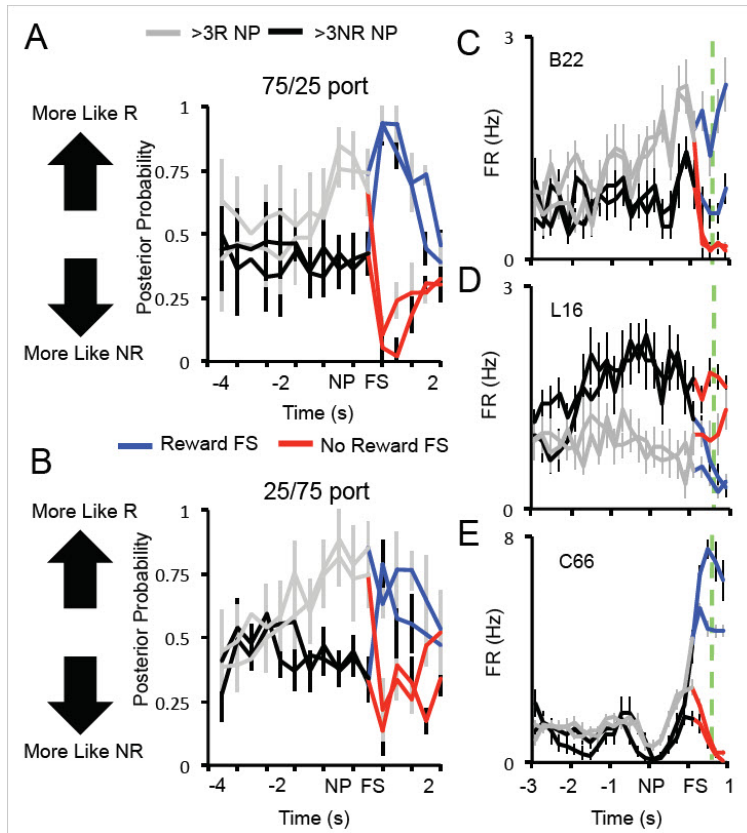 A
>3R NP
>3NR NP
75/25 port
More Like R
More Like NR
Posterior Probability
1
0.75
0.5
0.25
0
-4
-2
NP
FS
2
Time (s)
Reward FS
No Reward FS
B
25/75 port
More Like R
More Like NR
Posterior Probability
1
0.75
0.5
0.25
0
-4
-2
NP
FS
2
Time (s)
C
B22
FR (Hz)
3
0
D
L16
FR (Hz)
3
0
E
C66
FR (Hz)
8
0
-3
-2
-1
NP
FS
1
Time (s)